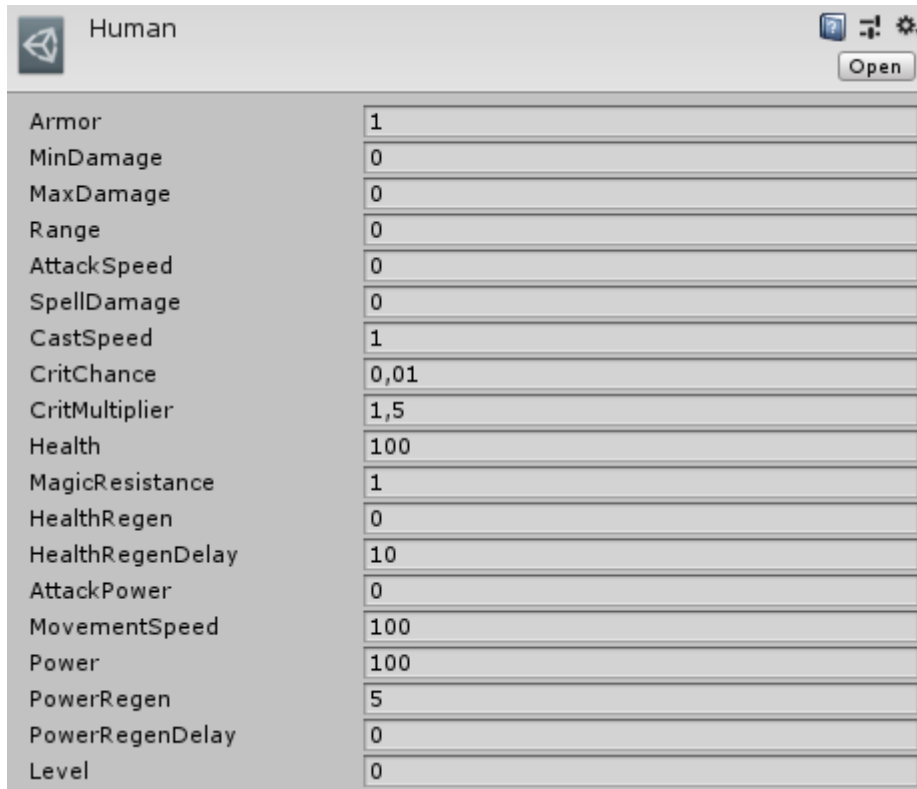 Human
Open
Armor 1
MinDamage 0
MaxDamage 0
Range 0
AttackSpeed 0
SpellDamage 0
CastSpeed 1
CritChance 0,01
CritMultiplier 1,5
Health 100
MagicResistance 1
HealthRegen 0
HealthRegenDelay 10
AttackPower 0
MovementSpeed 100
Power 100
PowerRegen 5
PowerRegenDelay 0
Level 0